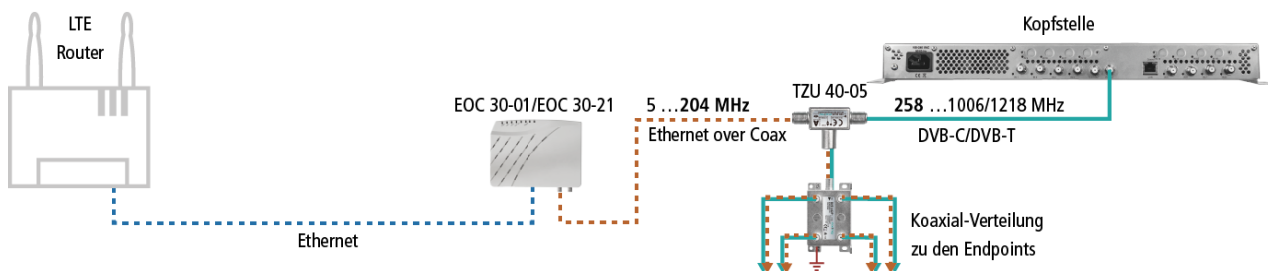 LTE
Router
EOC 30-01/EOC 30-21
Ethernet
5 …204 MHz
Ethernet over Coax
TZU 40-05
258 …1006/1218 MHz
DVB-C/DVB-T
Kopfstelle
Koaxial-Verteilung
zu den Endpoints